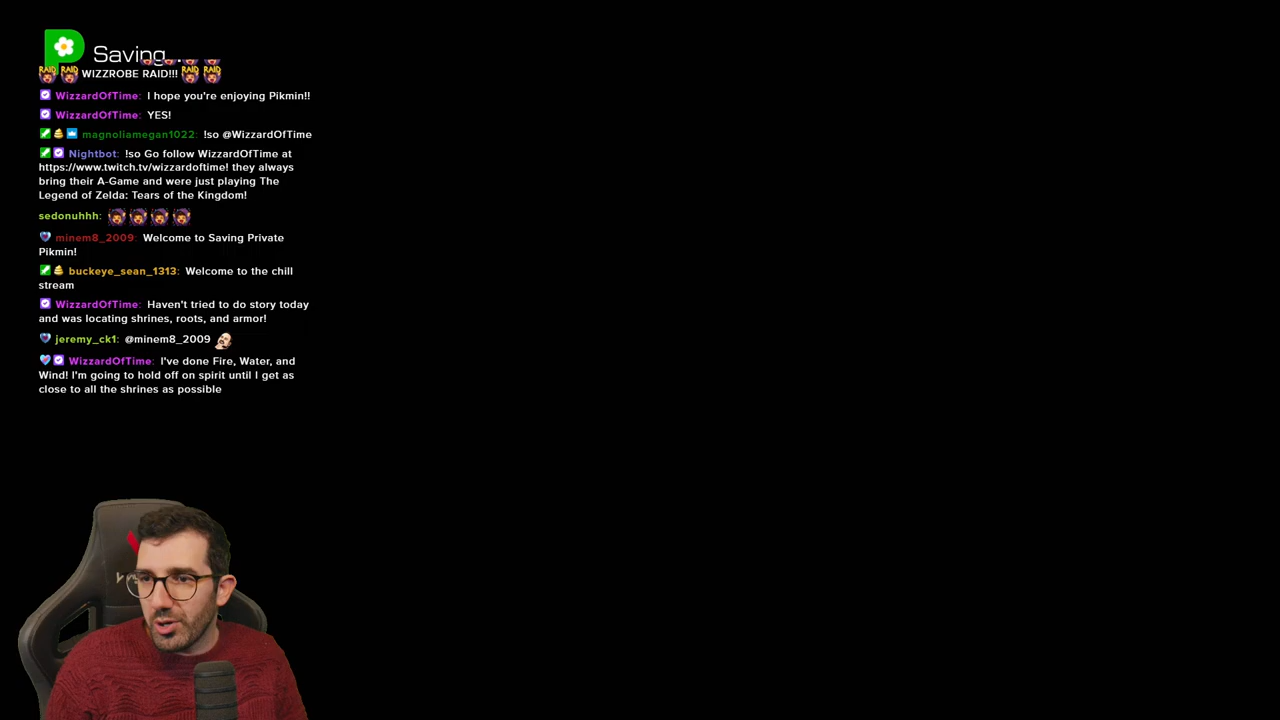 Saving...
WIZZROBE RAID!!!
WizzardOfTime: I hope you're enjoying Pikmin!!
WizzardOfTime: YES!
magnoliamegan1022: !so @WizzardOfTime
Nightbot: !so Go follow WizzardOfTime at
https://www.twitch.tv/wizzardoftime! they always
bring their A-Game and were just playing The
Legend of Zelda: Tears of the Kingdom!
sedonuhhh:
minem8_2009: Welcome to Saving Private
Pikmin!
buckeye_sean_1313: Welcome to the chill
stream
WizzardOfTime: Haven't tried to do story today
and was locating shrines, roots, and armor!
jeremy_ck1: @minem8_2009
WizzardOfTime: I've done Fire, Water, and
Wind! I'm going to hold off on spirit until I get as
close to all the shrines as possible